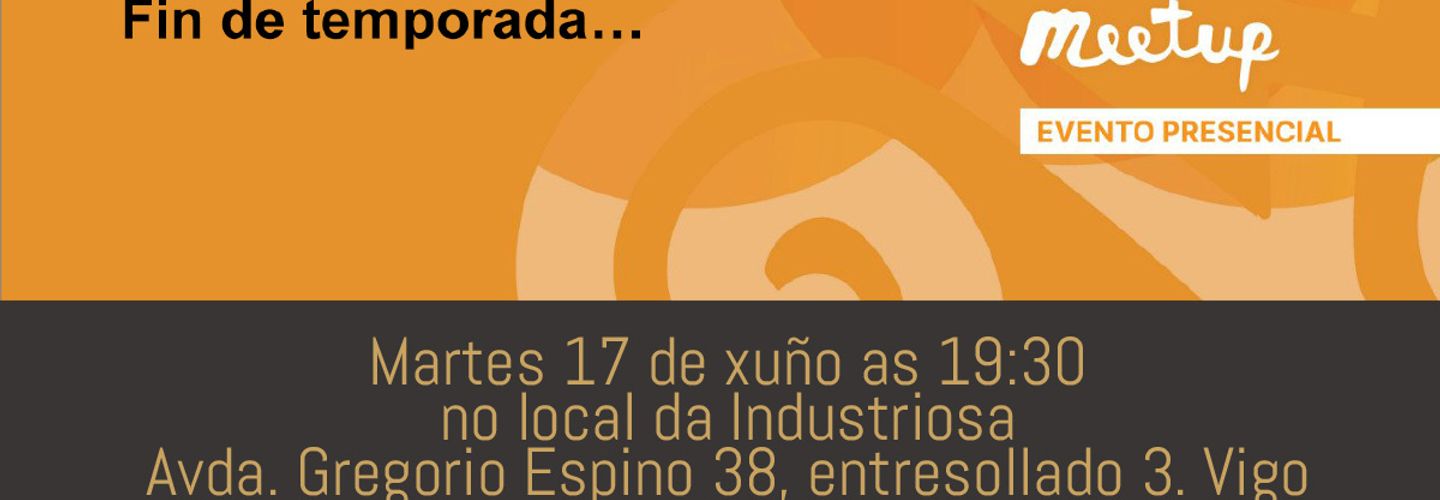 Fin de temporada...
meetup
EVENTO PRESENCIAL
Martes 17 de xuño as 19:30
no local da Industriosa
Avda. Gregorio Espino 38, entresollado 3. Vigo